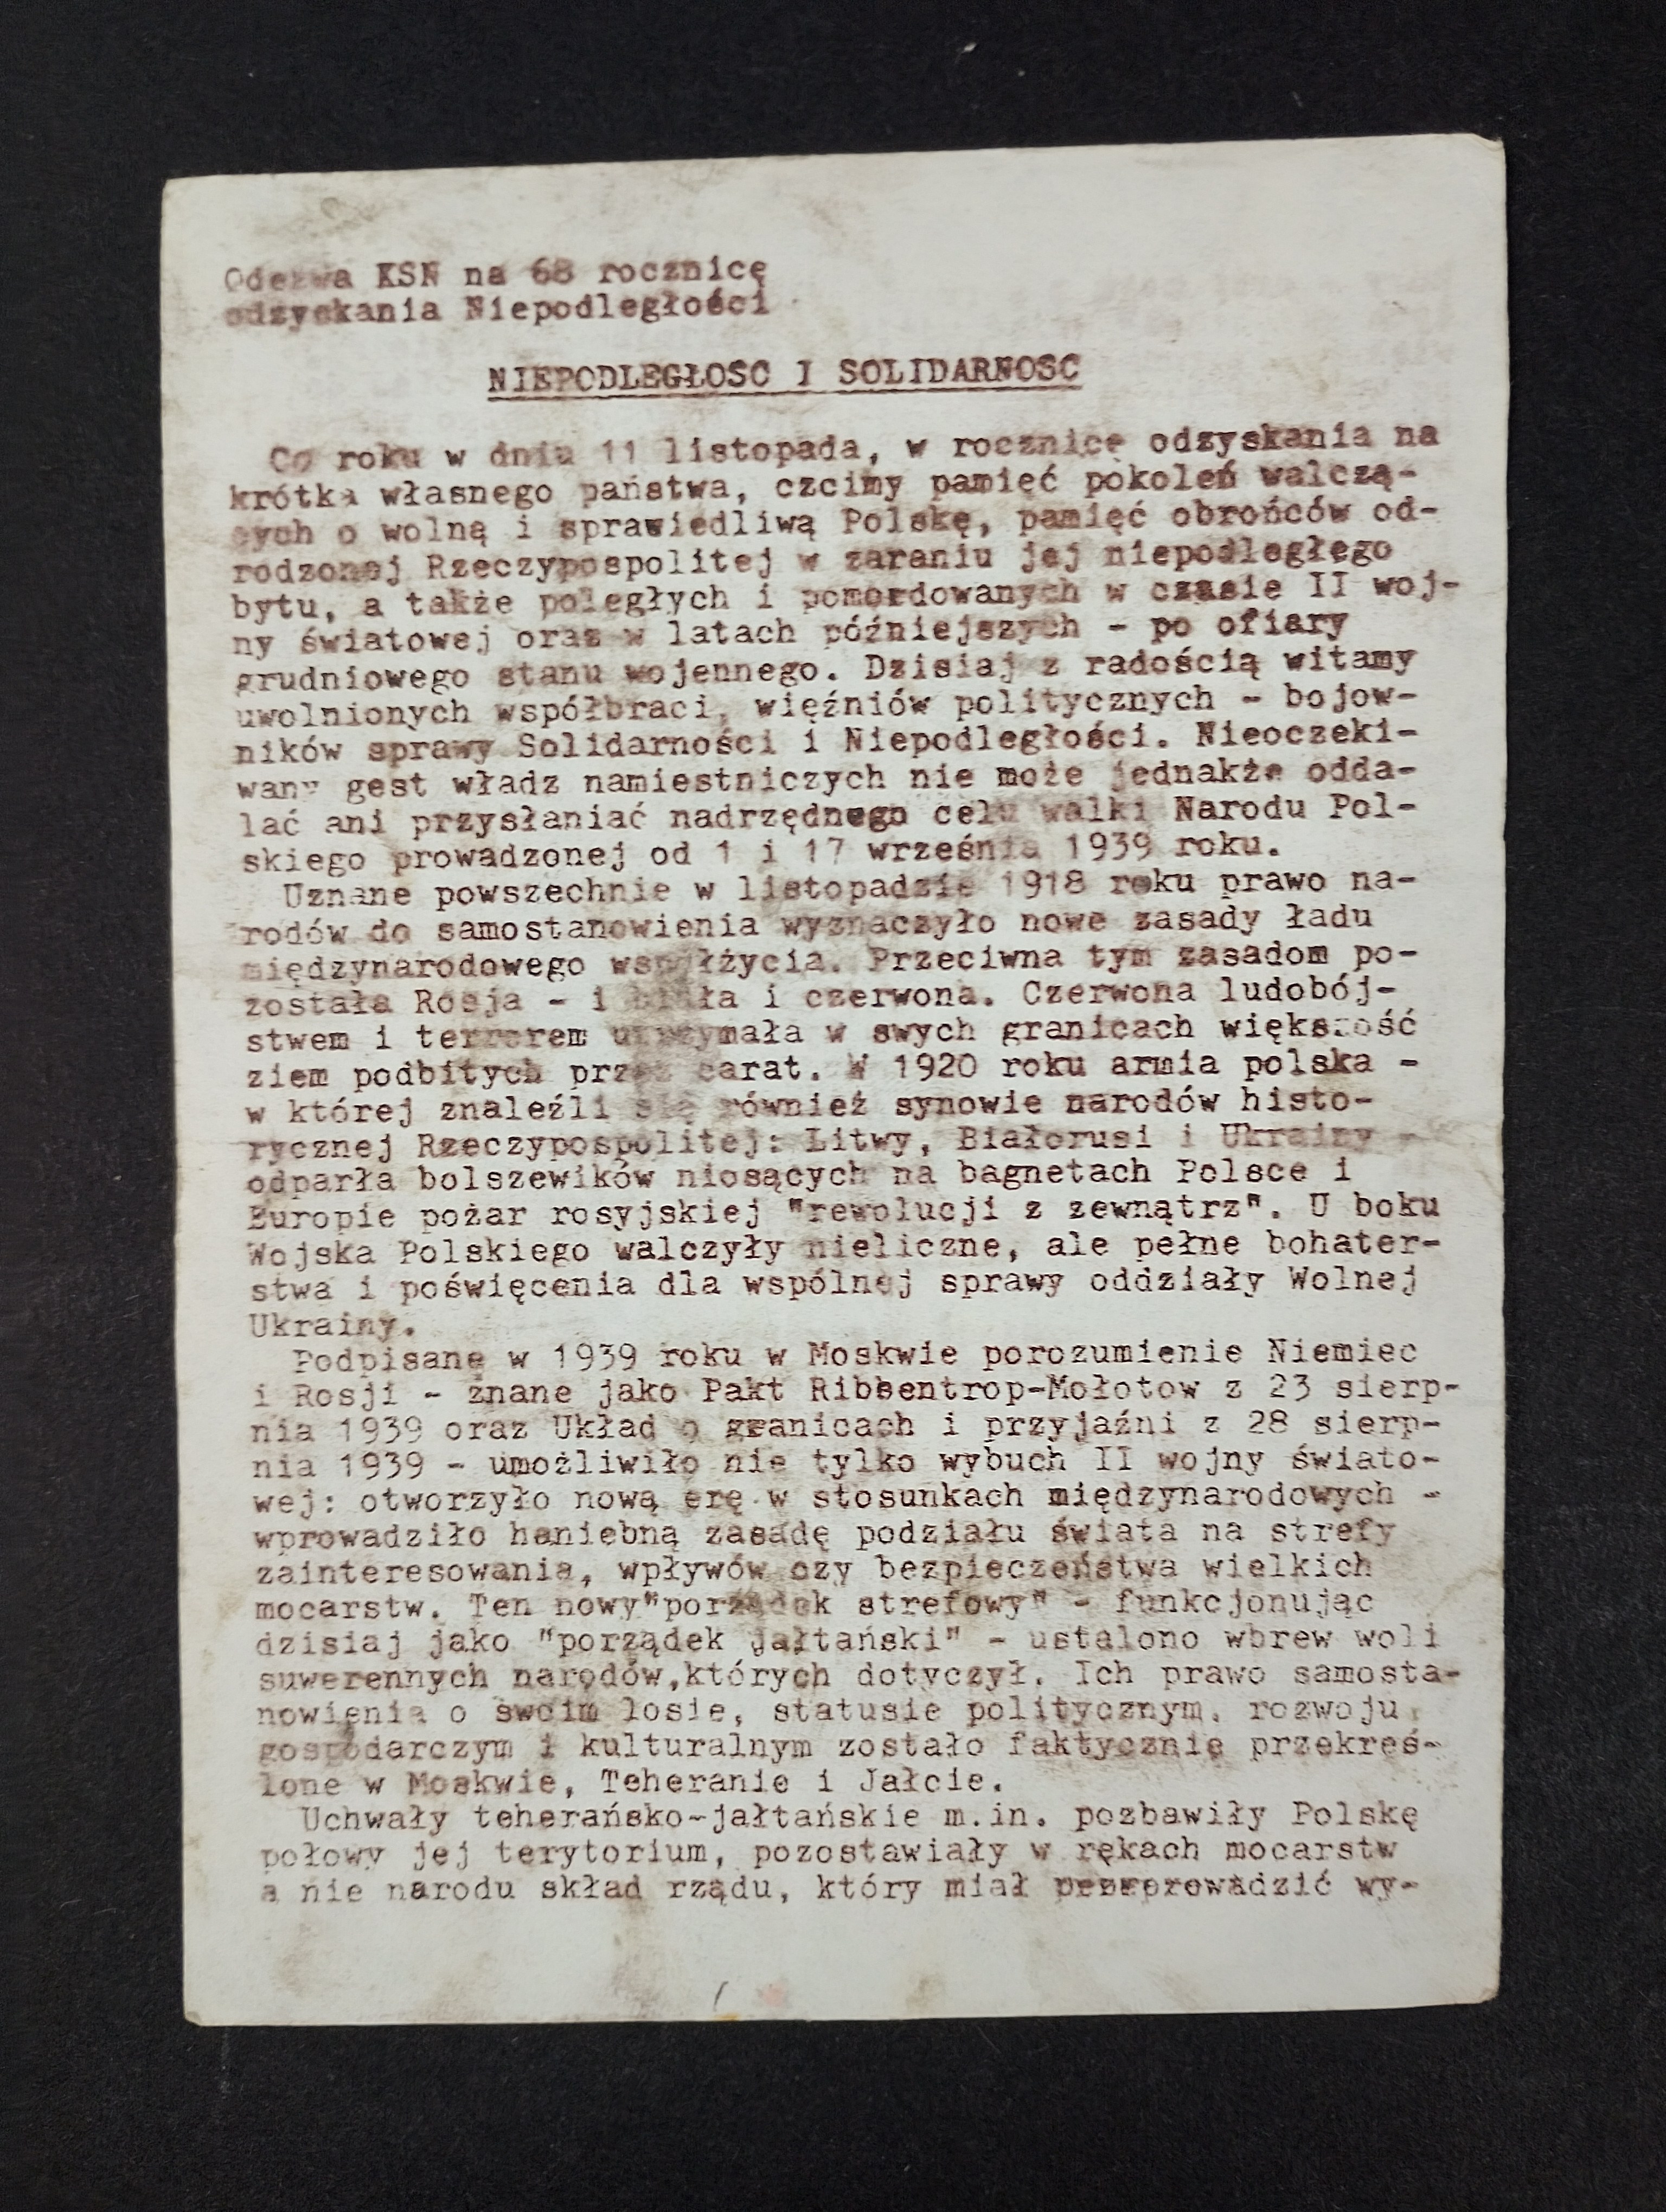 Odezwa KSN na 68 rocznicę
odzyskania Niepodległości
NIEPODLEGŁOSC I SOLIDARNOSC
Co roku w dniu 11 listopada, w rocznicę odzyskania na
krótko własnego państwa, czcimy pamięć pokoleń walczą-
cych o wolną i sprawiedliwą Polskę, pamięć obrońców od-
rodzonej Rzeczypospolitej w zaraniu jej niepodległego
bytu, a także poległych i pomordowanych w czasie II woj-
ny światowej oraz w latach późniejszych - po ofiary
grudniowego stanu wojennego. Dzisiaj z radością witamy
uwolnionych współbraci, więźniów politycznych - bojow-
ników sprawy Solidarności i Niepodległości. Nieoczeki-
wany gest władz namiestniczych nie może jednakże odda-
lać ani przysłaniać nadrzędnego celu walki Narodu Pol-
skiego prowadzonej od 1 i 17 września 1939 roku.
Uznane powszechnie w listopadzie 1918 roku prawo na-
rodów do samostanowienia wyznaczyło nowe zasady ładu
międzynarodowego współżycia. Przeciwna tym zasadom po-
została Rosja - i biała i czerwona. Czerwona ludobój-
stwem i terrorem utrzymała w swych granicach większość
ziem podbitych przez carat. W 1920 roku armia polska -
w której znaleźli się również synowie narodów histo-
rycznej Rzeczypospolitej: Litwy, Białorusi i Ukrainy -
odparła bolszewików niosących na bagnetach Polsce i
Europie pożar rosyjskiej "rewolucji z zewnątrz". U boku
Wojska Polskiego walczyły nieliczne, ale pełne bohater-
stwa i poświęcenia dla wspólnej sprawy oddziały Wolnej
Ukrainy.
Podpisane w 1939 roku w Moskwie porozumienie Niemiec
i Rosji - znane jako Pakt Ribbentrop-Mołotow z 23 sierp-
nia 1939 oraz Układ o granicach i przyjaźni z 28 sierp-
nia 1939 - umożliwiło nie tylko wybuch II wojny świato-
wej: otworzyło nową erę w stosunkach międzynarodowych -
wprowadziło haniebną zasadę podziału świata na strefy
zainteresowania, wpływów czy bezpieczeństwa wielkich
mocarstw. Ten nowy"porządek strefowy" - funkcjonując
dzisiaj jako "porządek jałtański" - ustalono wbrew woli
suwerennych narodów,których dotyczył. Ich prawo samosta-
nowienia o swoim losie, statusie politycznym, rozwoju
gospodarczym i kulturalnym zostało faktycznie przekreś-
lone w Moskwie, Teheranie i Jałcie.
Uchwały teherańsko-jałtańskie m.in. pozbawiły Polskę
połowy jej terytorium, pozostawiały w rękach mocarstw
a nie narodu skład rządu, który miał przeprowadzić wy-